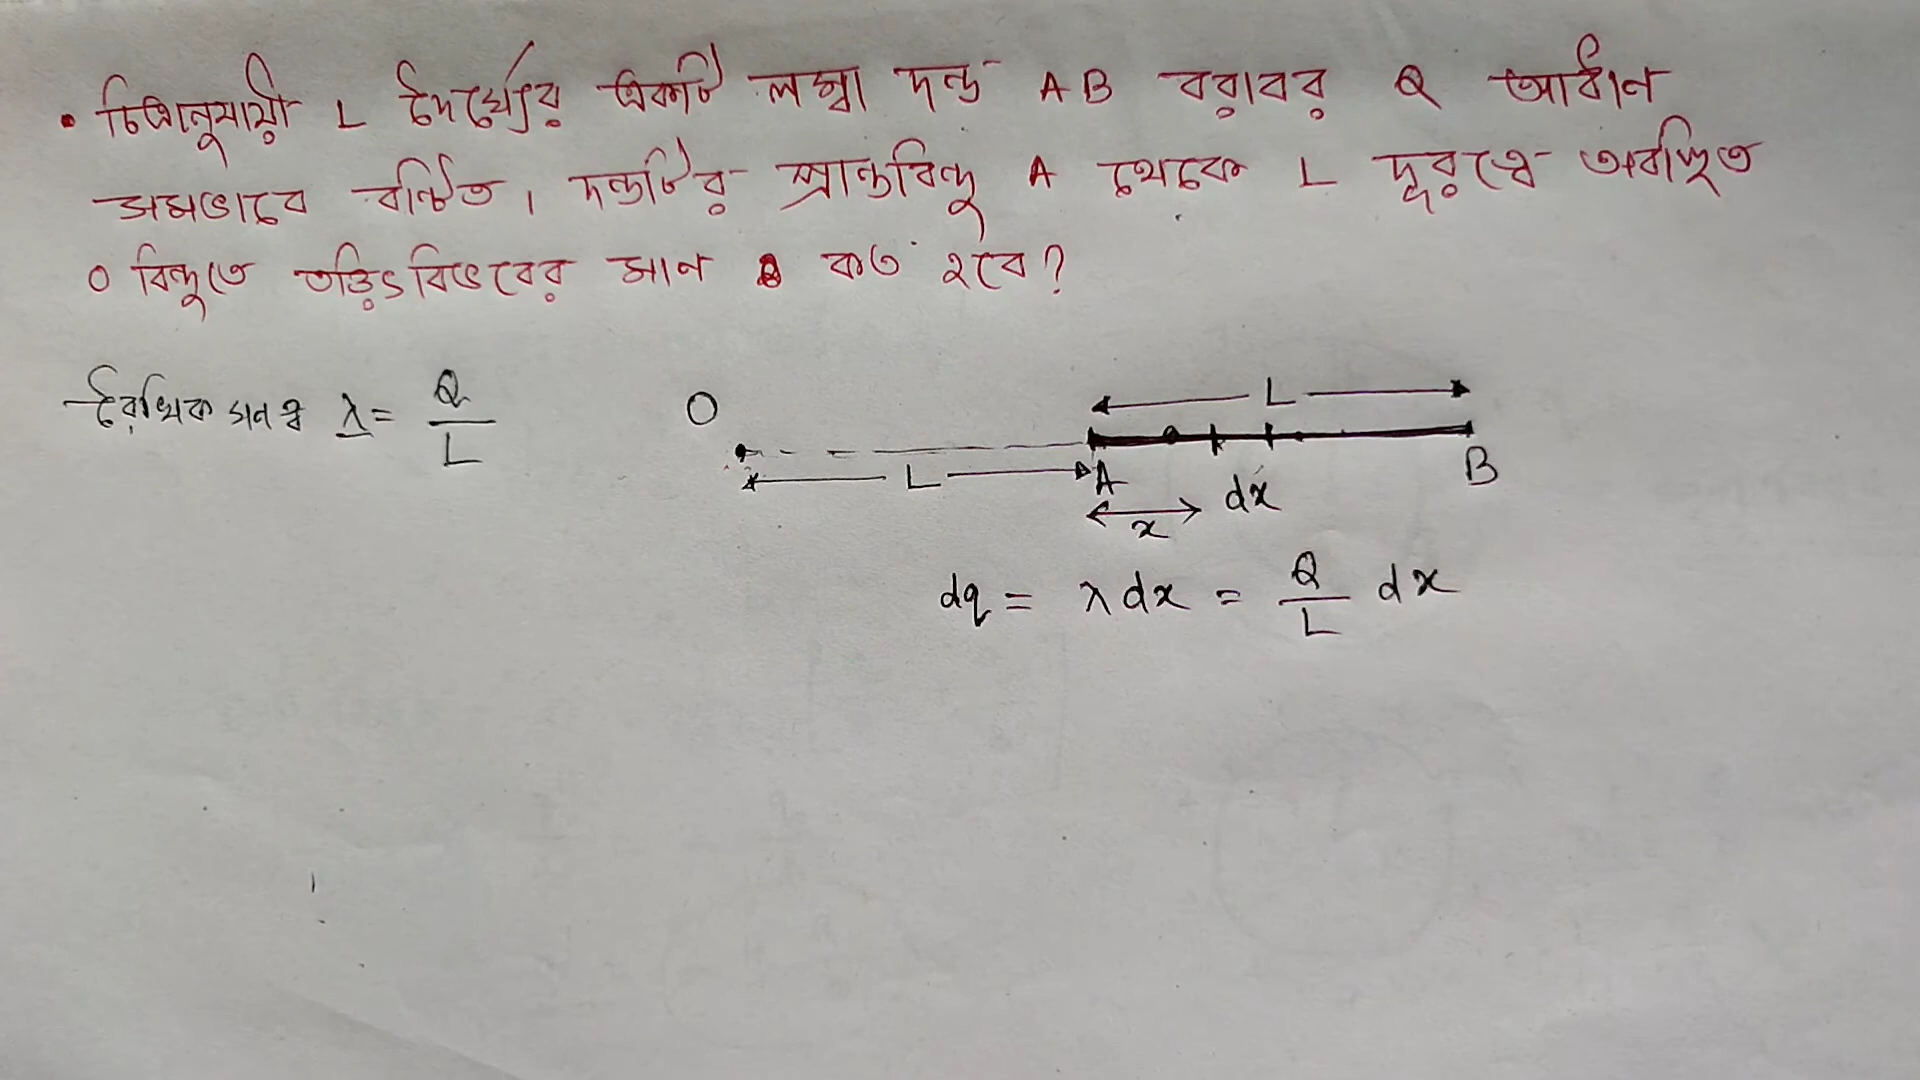 • চিত্রানুযায়ী L দৈর্ঘ্যের একটি লম্বা দন্ড AB বরাবর Q আধান
সমভাবে বন্টিত। দন্ডটির প্রান্তবিন্দু A থেকে L দূরত্বে অবস্থিত
O বিন্দুতে তড়িৎবিভবের মান কত হবে?
রৈখিক ঘনত্ব λ = Q/L
O
L
L
A
B
x
dx
dq = λ dx = Q/L dx